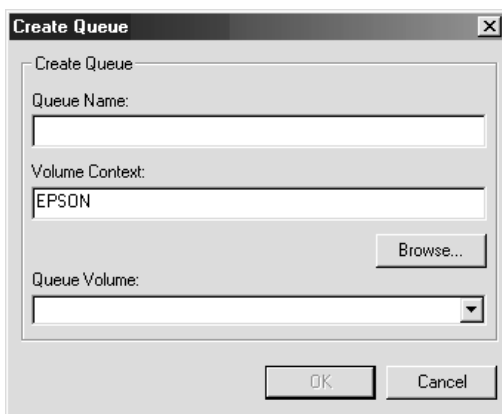 Create Queue
Create Queue
Queue Name:
Volume Context:
EPSON
Browse...
Queue Volume:
OK Cancel